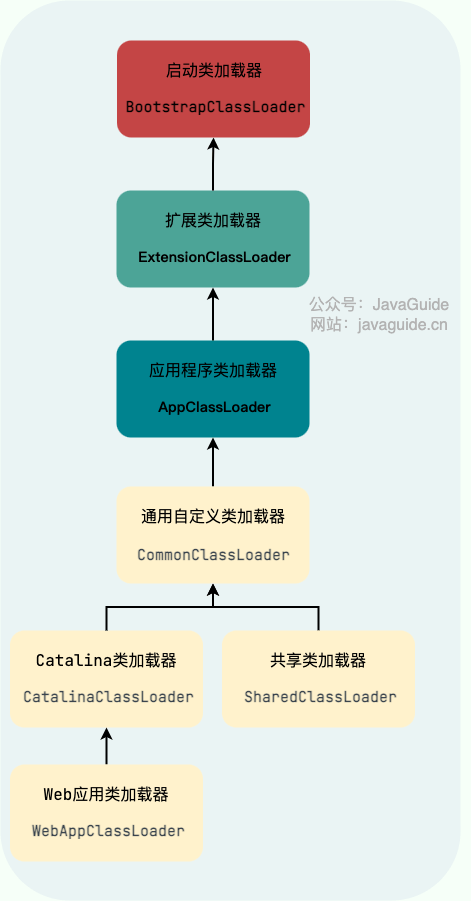 启动类加载器
BootstrapClassLoader
扩展类加载器
ExtensionClassLoader
公众号：JavaGuide
网站：javaguide.cn
应用程序类加载器
AppClassLoader
通用自定义类加载器
CommonClassLoader
Catalina类加载器
CatalinaClassLoader
共享类加载器
SharedClassLoader
Web应用类加载器
WebAppClassLoader